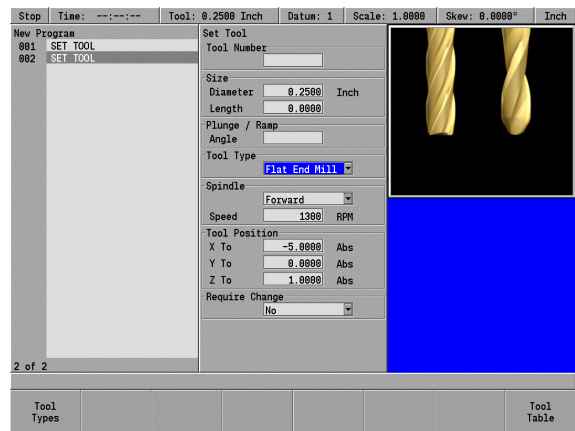 Stop Time: --:--:-- Tool: 0.2500 Inch Datum: 1 Scale: 1.0000 Skew: 0.0000° Inch
New Program
001 SET TOOL
002 SET TOOL
2 of 2
Set Tool
Tool Number
Size
Diameter 0.2500 Inch
Length 0.0000
Plunge / Ramp
Angle
Tool Type
Flat End Mill
Spindle
Forward
Speed 1300 RPM
Tool Position
X To -5.0000 Abs
Y To 0.0000 Abs
Z To 1.0000 Abs
Require Change
No
Tool
Types
Tool
Table